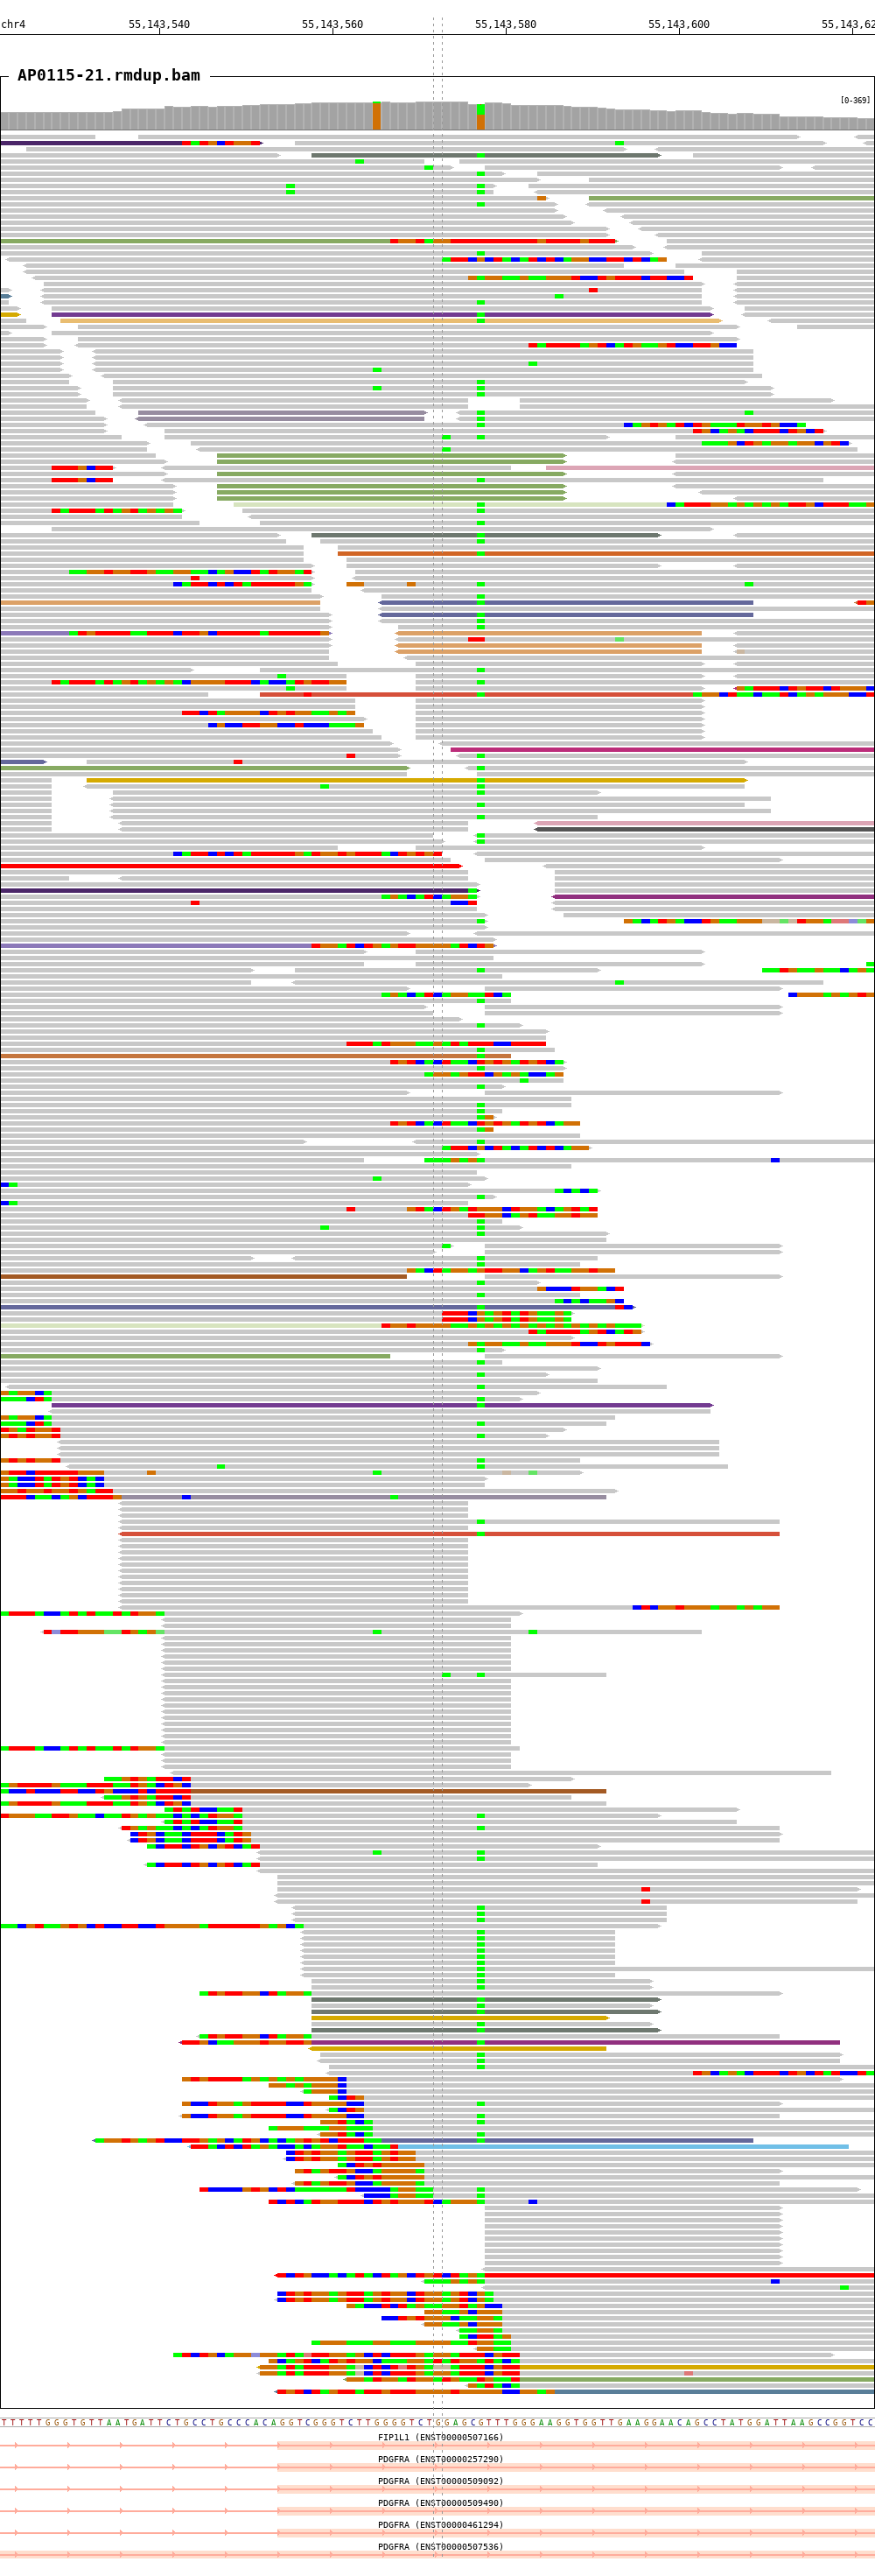 chr4 55,143,540 55,143,560 55,143,580 55,143,600 55,143,62
AP0115-21.rmdup.bam
[0-369]
T T T T T G G G T G T T A A T G A T T C T G C C T G C C C A C A G G T C G G G T C T T G G G G T C T G G A G C G T T T G G G A A G G T G G T T G A A G G A A C A G C C T A T G G A T T A A G C C G G T C C
FIP1L1 (ENST00000507166)
PDGFRA (ENST00000257290)
PDGFRA (ENST00000509092)
PDGFRA (ENST00000509490)
PDGFRA (ENST00000461294)
PDGFRA (ENST00000507536)